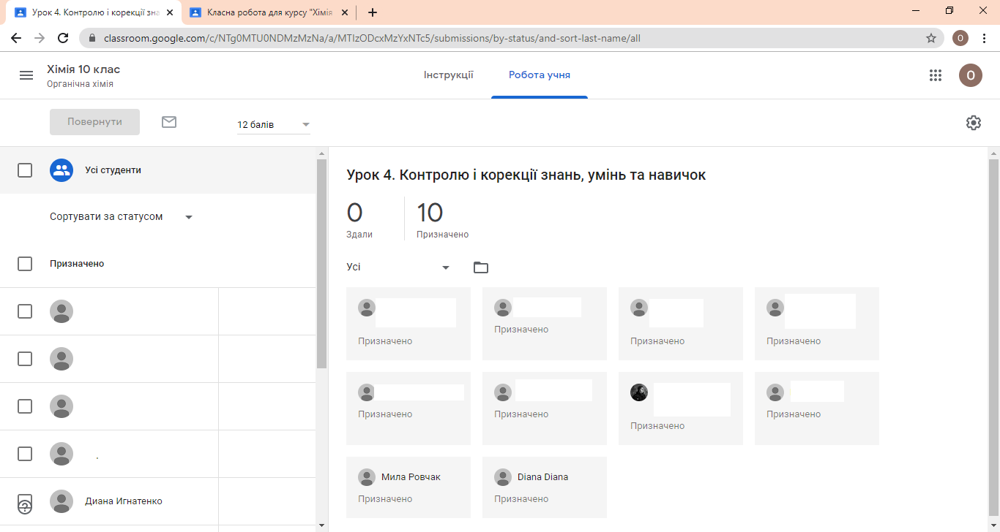 Урок 4. Контролю і корекції зна
Класна робота для курсу "Хімія
classroom.google.com/c/NTg0MTU0NDMzMzNa/a/MTIzODcxMzYxNTc5/submissions/by-status/and-sort-last-name/all
O
Хімія 10 клас
Органічна хімія
Інструкції
Робота учня
O
Повернути
12 балів
Усі студенти
Сортувати за статусом
Призначено
Диана Игнатенко
Урок 4. Контролю і корекції знань, умінь та навичок
0
10
Здали
Призначено
Усі
Призначено
Призначено
Призначено
Призначено
Призначено
Призначено
Призначено
Призначено
Мила Ровчак
Diana Diana
Призначено
Призначено